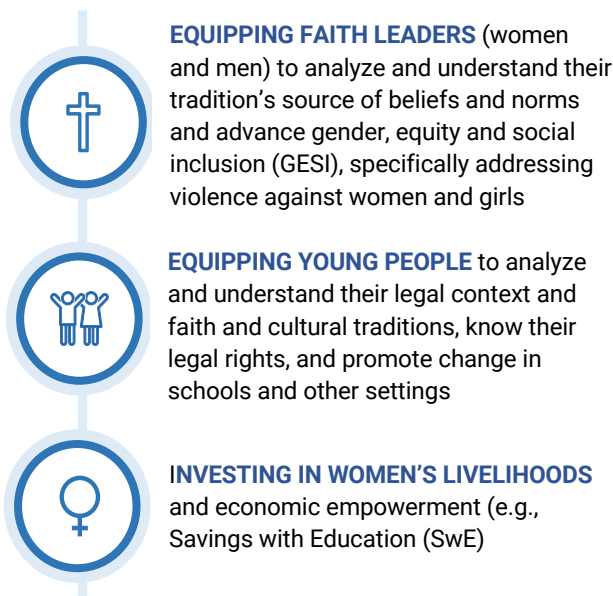 EQUIPPING FAITH LEADERS (women
and men) to analyze and understand their
tradition's source of beliefs and norms
and advance gender, equity and social
inclusion (GESI), specifically addressing
violence against women and girls
EQUIPPING YOUNG PEOPLE to analyze
and understand their legal context and
faith and cultural traditions, know their
legal rights, and promote change in
schools and other settings
INVESTING IN WOMEN'S LIVELIHOODS
and economic empowerment (e.g.,
Savings with Education (SwE)